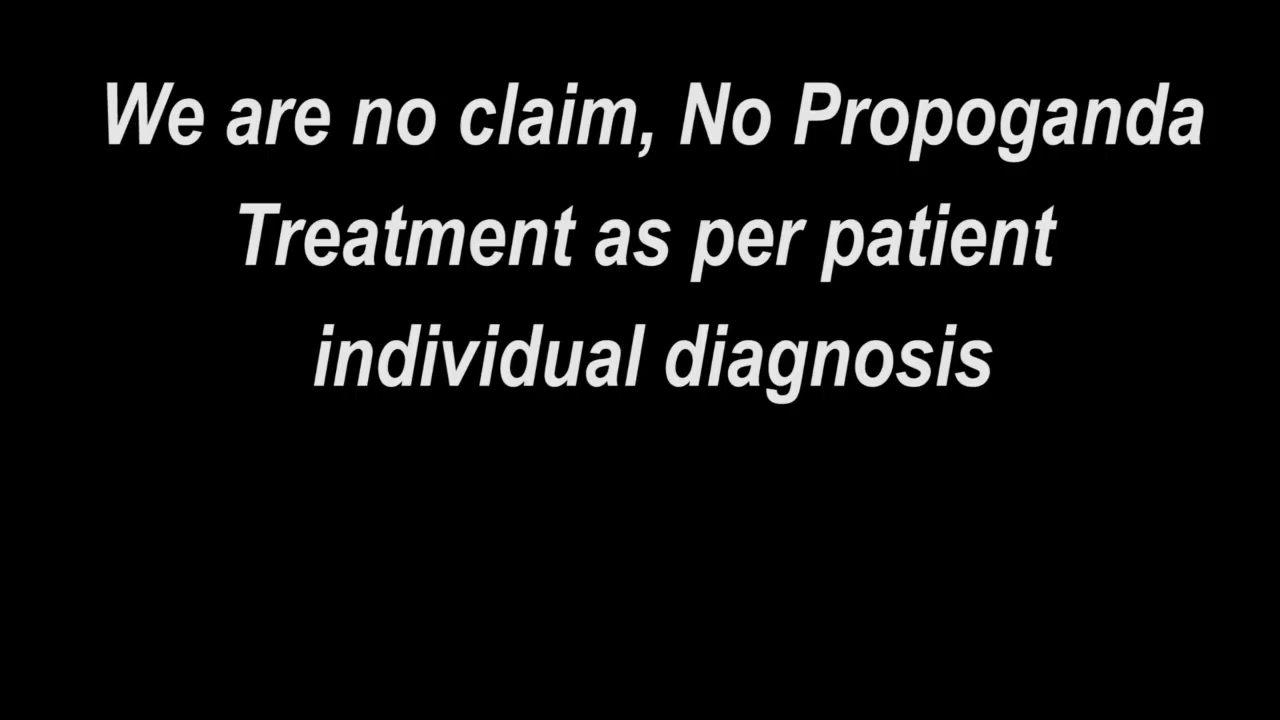 We are no claim, No Propoganda
Treatment as per patient
individual diagnosis